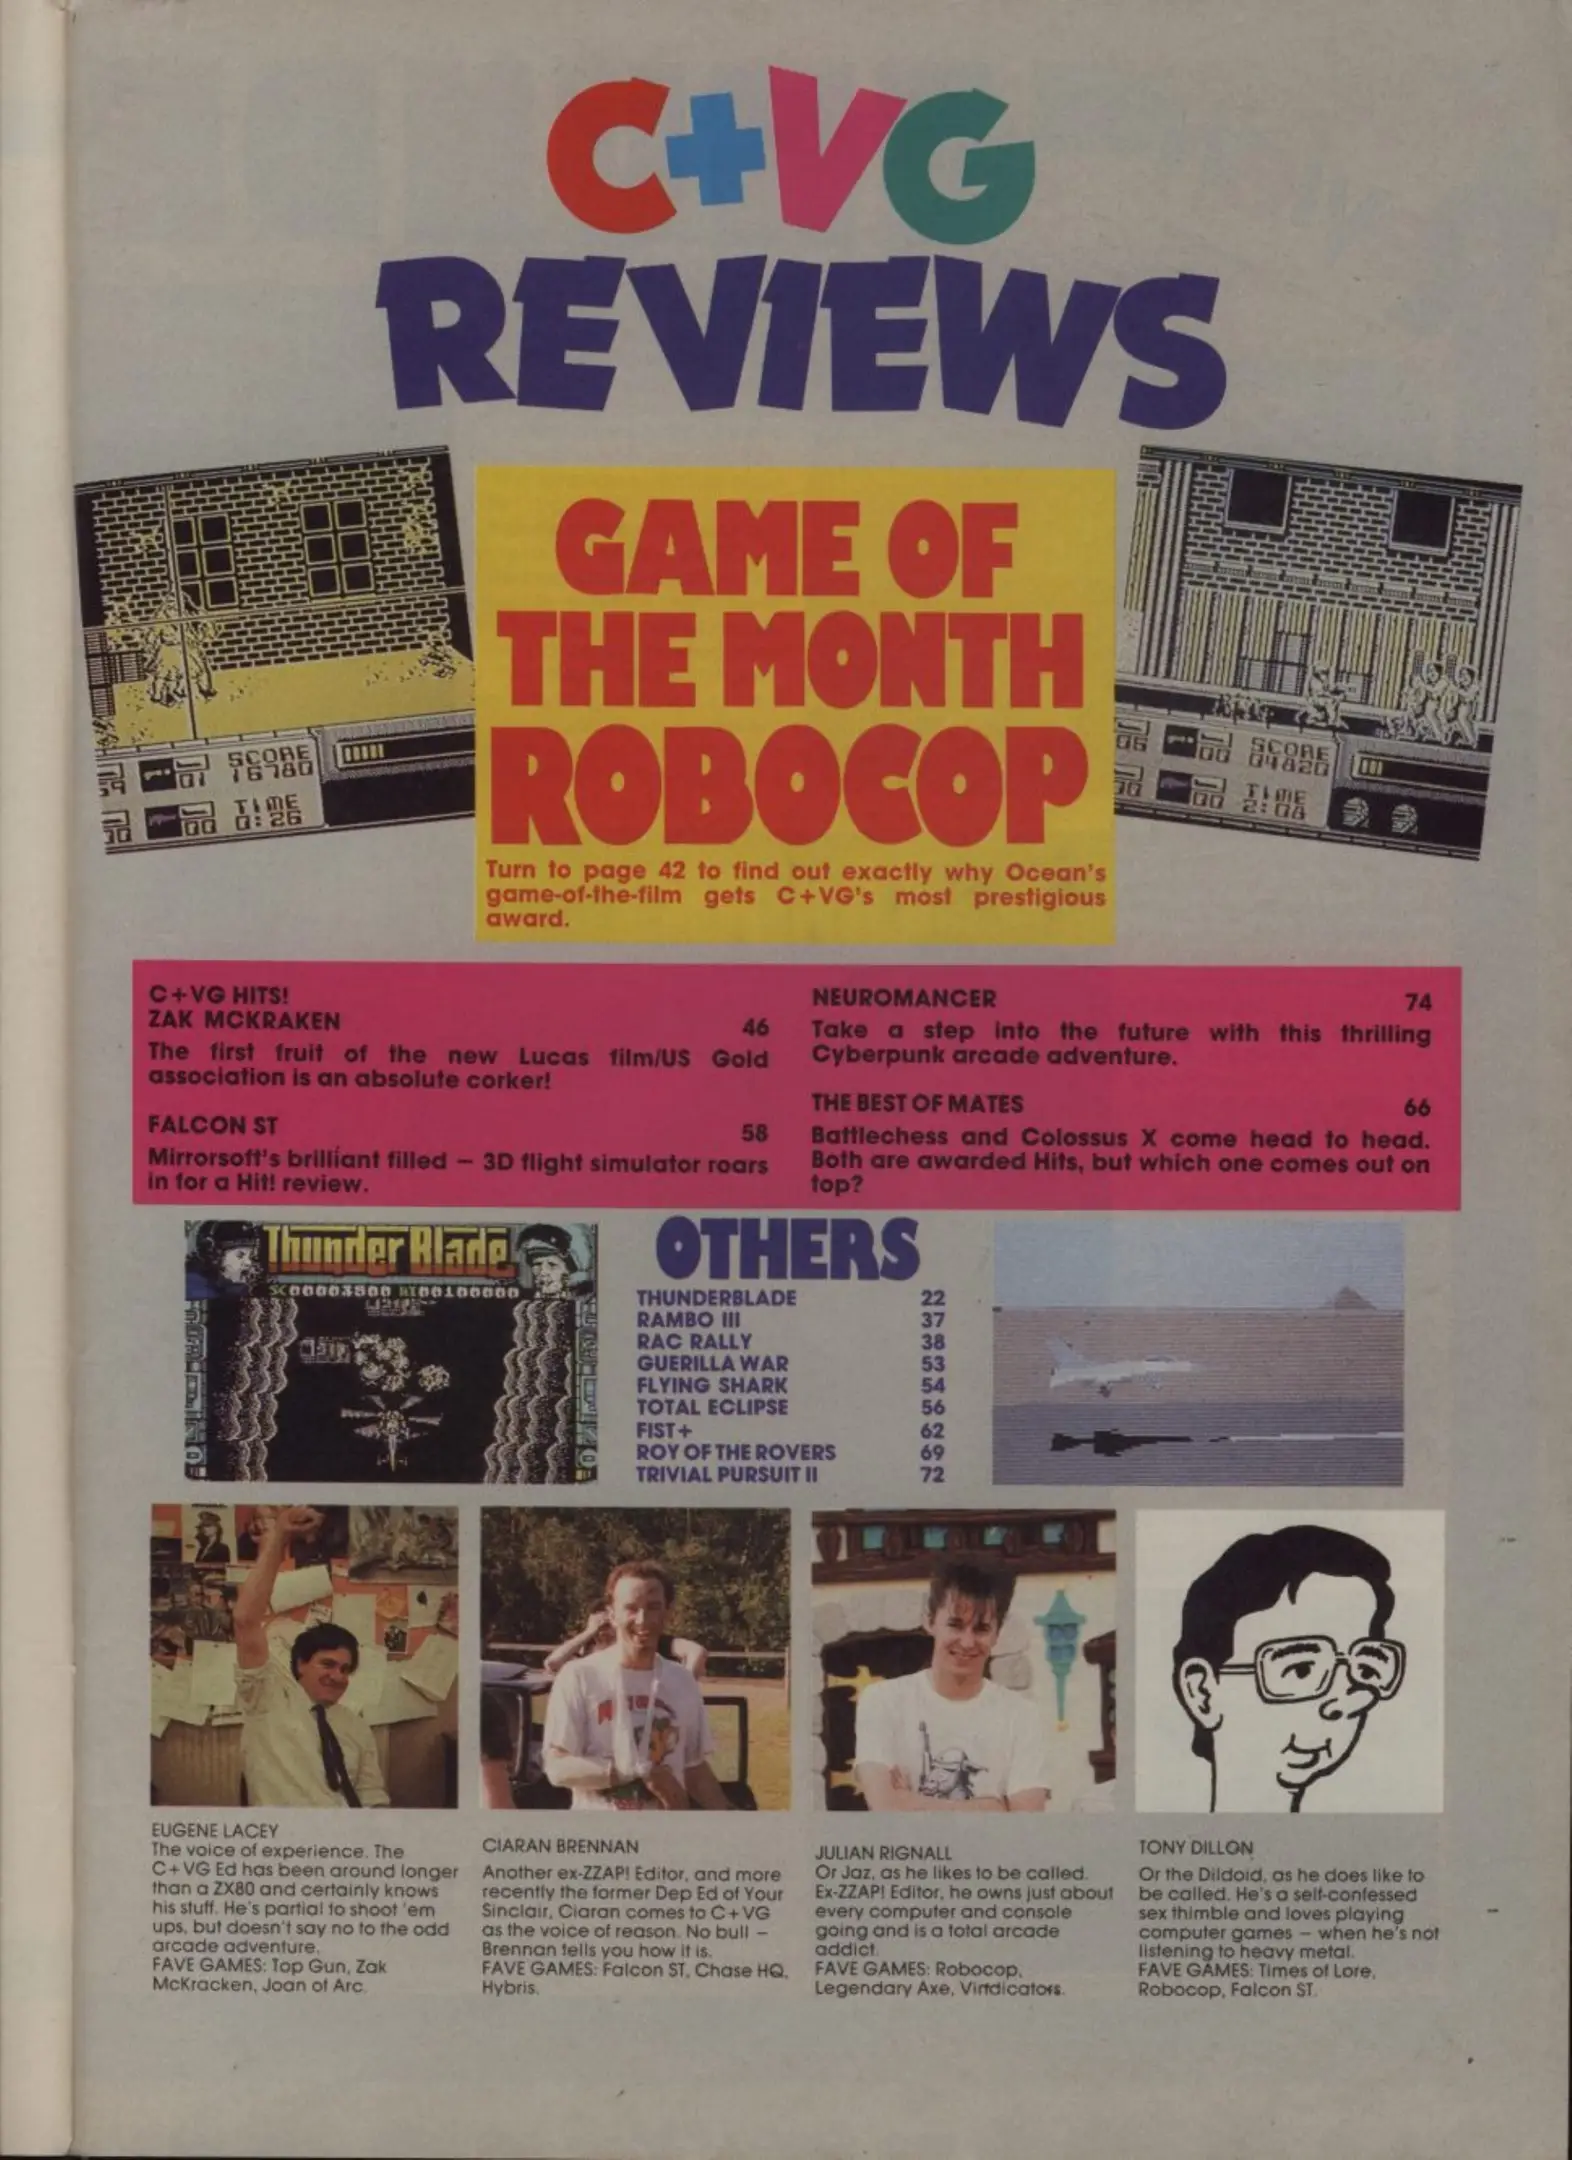 C+VG
REVIEWS
GAME OF
THE MONTH
ROBOCOP
Turn to page 42 to find out exactly why Ocean's
game-of-the-film gets C+VG's most prestigious
award.
SCORE
16780
01
TIME
00
0:26
SCORE
04820
00
TIME
00
2:08
C+VG HITS!
ZAK MCKRAKEN 46
The first fruit of the new Lucas film/US Gold
association is an absolute corker!
FALCON ST 58
Mirrorsoft's brilliant filled – 3D flight simulator roars
in for a Hit! review.
NEUROMANCER 74
Take a step into the future with this thrilling
Cyberpunk arcade adventure.
THE BEST OF MATES 66
Battlechess and Colossus X come head to head.
Both are awarded Hits, but which one comes out on
top?
Thunder Blade
SC00003500 HI00100000
OTHERS
THUNDERBLADE 22
RAMBO III 37
RAC RALLY 38
GUERILLA WAR 53
FLYING SHARK 54
TOTAL ECLIPSE 56
FIST+ 62
ROY OF THE ROVERS 69
TRIVIAL PURSUIT II 72
EUGENE LACEY
The voice of experience. The
C+VG Ed has been around longer
than a ZX80 and certainly knows
his stuff. He's partial to shoot 'em
ups, but doesn't say no to the odd
arcade adventure.
FAVE GAMES: Top Gun, Zak
McKracken, Joan of Arc.
CIARAN BRENNAN
Another ex-ZZAP! Editor, and more
recently the former Dep Ed of Your
Sinclair, Ciaran comes to C+VG
as the voice of reason. No bull –
Brennan tells you how it is.
FAVE GAMES: Falcon ST, Chase HQ,
Hybris.
JULIAN RIGNALL
Or Jaz, as he likes to be called.
Ex-ZZAP! Editor, he owns just about
every computer and console
going and is a total arcade
addict.
FAVE GAMES: Robocop,
Legendary Axe, Virtdicators.
TONY DILLON
Or the Dildoid, as he does like to
be called. He's a self-confessed
sex thimble and loves playing
computer games – when he's not
listening to heavy metal.
FAVE GAMES: Times of Lore,
Robocop, Falcon ST.